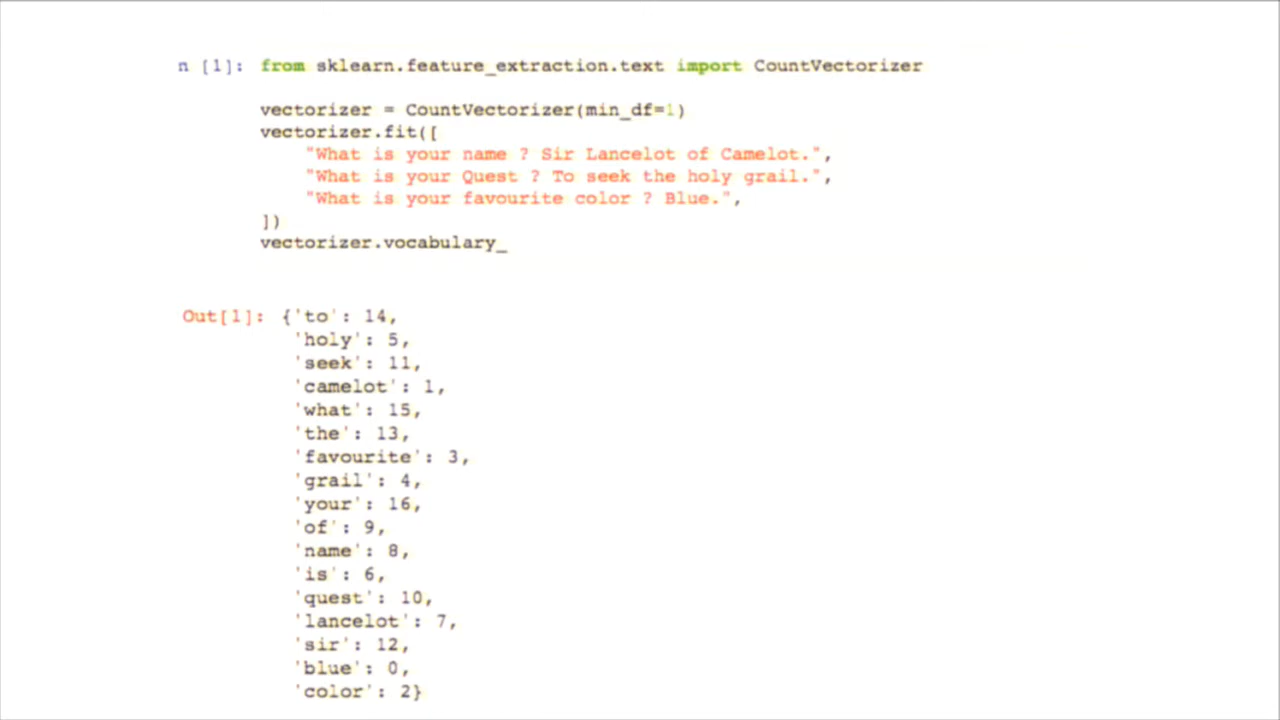 n [1]: from sklearn.feature_extraction.text import CountVectorizer
vectorizer = CountVectorizer(min_df=1)
vectorizer.fit([
"What is your name ? Sir Lancelot of Camelot.",
"What is your Quest ? To seek the holy grail.",
"What is your favourite color ? Blue.",
])
vectorizer.vocabulary_
Out[1]: {'to': 14,
'holy': 5,
'seek': 11,
'camelot': 1,
'what': 15,
'the': 13,
'favourite': 3,
'grail': 4,
'your': 16,
'of': 9,
'name': 8,
'is': 6,
'quest': 10,
'lancelot': 7,
'sir': 12,
'blue': 0,
'color': 2}